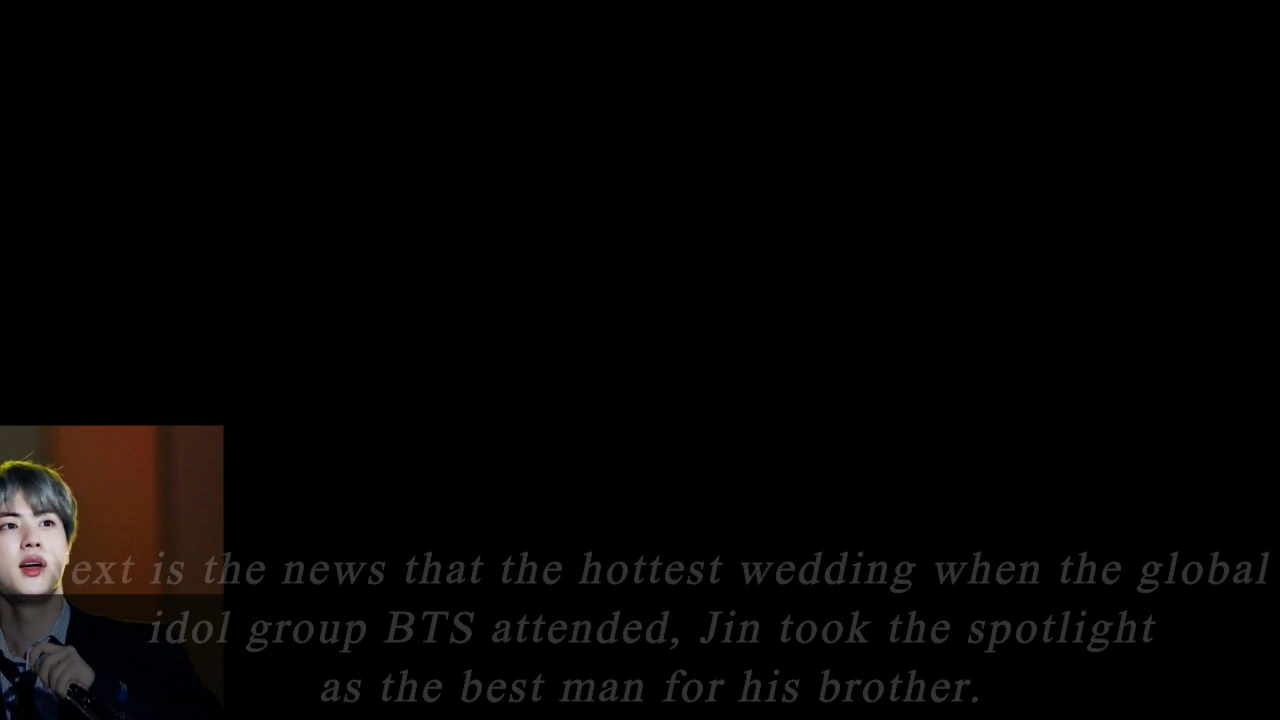 ext is the news that the hottest wedding when the global
idol group BTS attended, Jin took the spotlight
as the best man for his brother.